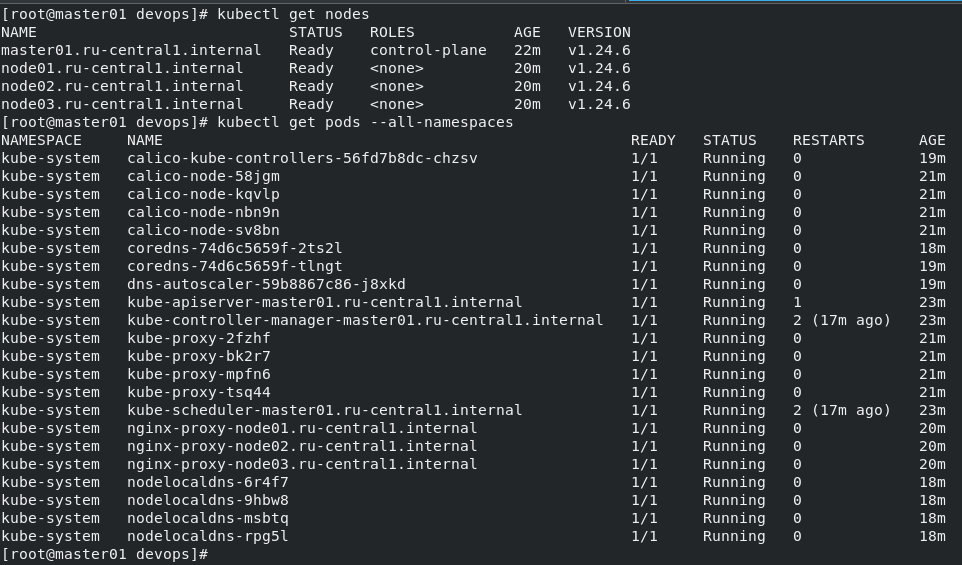 [root@master01 devops]# kubectl get nodes
NAME                            STATUS   ROLES           AGE   VERSION
master01.ru-central1.internal   Ready    control-plane   22m   v1.24.6
node01.ru-central1.internal     Ready    <none>          20m   v1.24.6
node02.ru-central1.internal     Ready    <none>          20m   v1.24.6
node03.ru-central1.internal     Ready    <none>          20m   v1.24.6
[root@master01 devops]# kubectl get pods --all-namespaces
NAMESPACE     NAME                                                    READY   STATUS    RESTARTS      AGE
kube-system   calico-kube-controllers-56fd7b8dc-chzsv                 1/1     Running   0             19m
kube-system   calico-node-58jgm                                       1/1     Running   0             21m
kube-system   calico-node-kqvlp                                       1/1     Running   0             21m
kube-system   calico-node-nbn9n                                       1/1     Running   0             21m
kube-system   calico-node-sv8bn                                       1/1     Running   0             21m
kube-system   coredns-74d6c5659f-2ts2l                                1/1     Running   0             18m
kube-system   coredns-74d6c5659f-tlngt                                1/1     Running   0             19m
kube-system   dns-autoscaler-59b8867c86-j8xkd                         1/1     Running   0             19m
kube-system   kube-apiserver-master01.ru-central1.internal            1/1     Running   1             23m
kube-system   kube-controller-manager-master01.ru-central1.internal   1/1     Running   2 (17m ago)   23m
kube-system   kube-proxy-2fzhf                                        1/1     Running   0             21m
kube-system   kube-proxy-bk2r7                                        1/1     Running   0             21m
kube-system   kube-proxy-mpfn6                                        1/1     Running   0             21m
kube-system   kube-proxy-tsq44                                        1/1     Running   0             21m
kube-system   kube-scheduler-master01.ru-central1.internal            1/1     Running   2 (17m ago)   23m
kube-system   nginx-proxy-node01.ru-central1.internal                 1/1     Running   0             20m
kube-system   nginx-proxy-node02.ru-central1.internal                 1/1     Running   0             20m
kube-system   nginx-proxy-node03.ru-central1.internal                 1/1     Running   0             20m
kube-system   nodelocaldns-6r4f7                                      1/1     Running   0             18m
kube-system   nodelocaldns-9hbw8                                      1/1     Running   0             18m
kube-system   nodelocaldns-msbtq                                      1/1     Running   0             18m
kube-system   nodelocaldns-rpg5l                                      1/1     Running   0             18m
[root@master01 devops]#